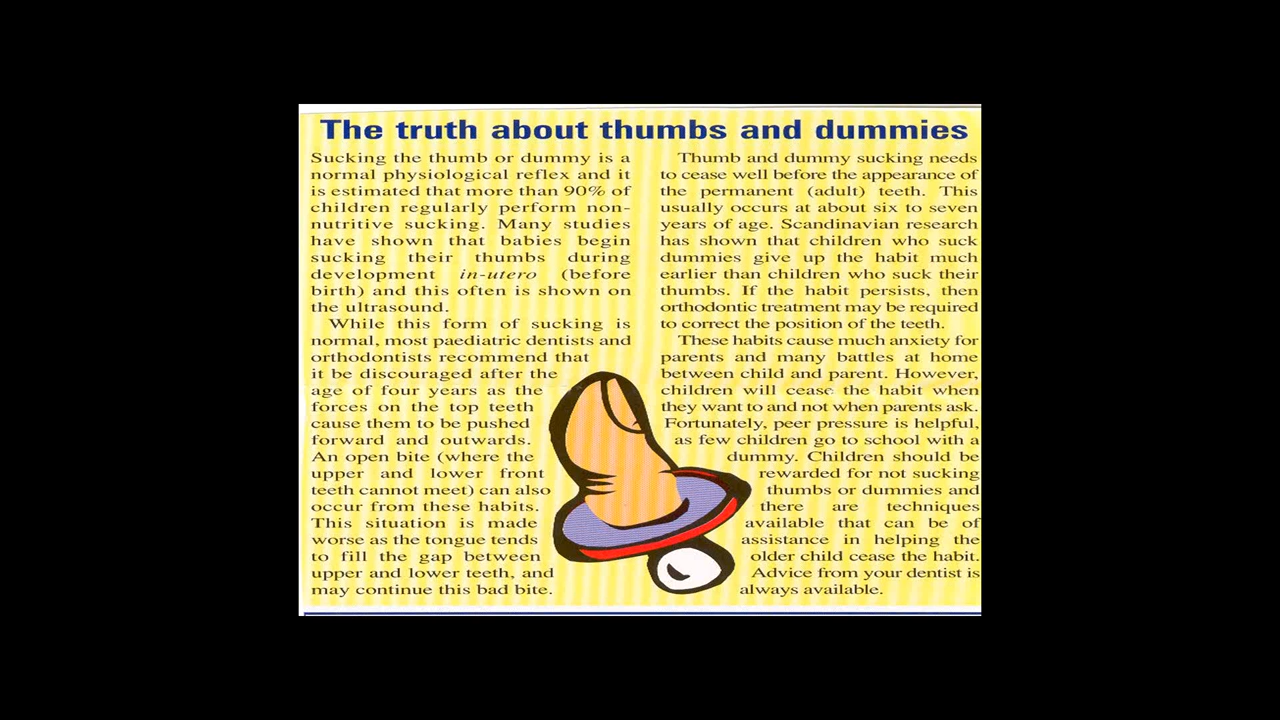 The truth about thumbs and dummies
Sucking the thumb or dummy is a
normal physiological reflex and it
is estimated that more than 90% of
children regularly perform non-
nutritive sucking. Many studies
have shown that babies begin
sucking their thumbs during
development in-utero (before
birth) and this often is shown on
the ultrasound.
While this form of sucking is
normal, most paediatric dentists and
orthodontists recommend that
it be discouraged after the
age of four years as the
forces on the top teeth
cause them to be pushed
forward and outwards.
An open bite (where the
upper and lower front
teeth cannot meet) can also
occur from these habits.
This situation is made
worse as the tongue tends
to fill the gap between
upper and lower teeth, and
may continue this bad bite.
Thumb and dummy sucking needs
to cease well before the appearance of
the permanent (adult) teeth. This
usually occurs at about six to seven
years of age. Scandinavian research
has shown that children who suck
dummies give up the habit much
earlier than children who suck their
thumbs. If the habit persists, then
orthodontic treatment may be required
to correct the position of the teeth.
These habits cause much anxiety for
parents and many battles at home
between child and parent. However,
children will cease the habit when
they want to and not when parents ask.
Fortunately, peer pressure is helpful,
as few children go to school with a
dummy. Children should be
rewarded for not sucking
thumbs or dummies and
there are techniques
available that can be of
assistance in helping the
older child cease the habit.
Advice from your dentist is
always available.